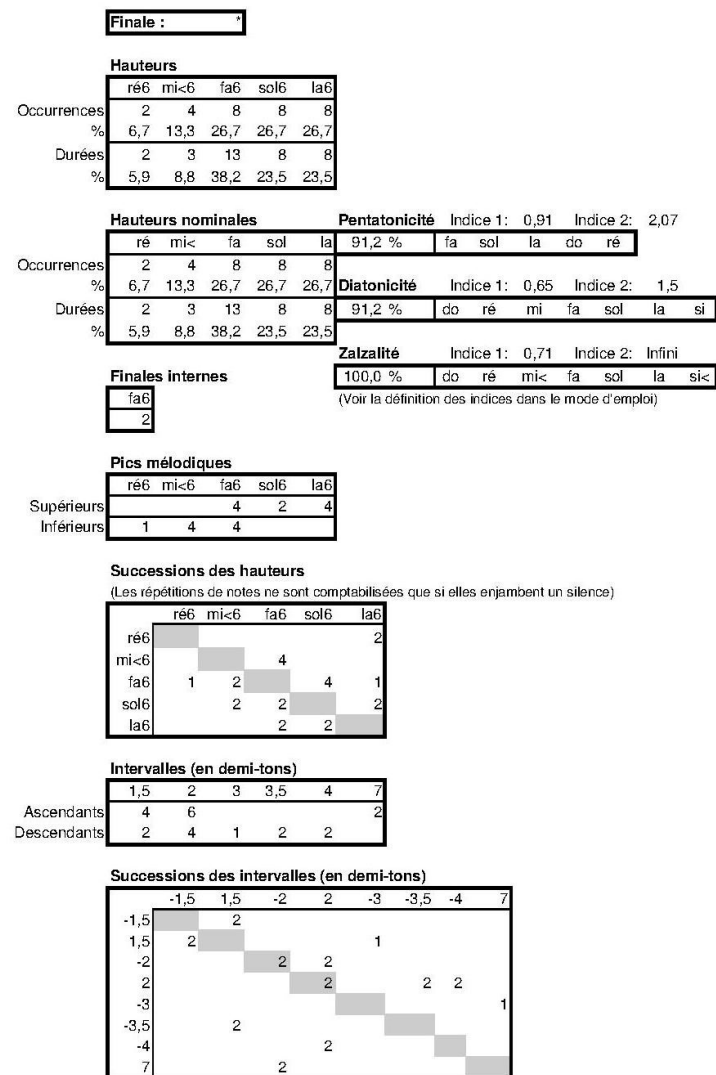 Finale : *
Hauteurs
ré6 mi<6 fa6 sol6 la6
Occurrences 2 4 8 8 8
% 6,7 13,3 26,7 26,7 26,7
Durées 2 3 13 8 8
% 5,9 8,8 38,2 23,5 23,5
Hauteurs nominales Pentatonicité Indice 1: 0,91 Indice 2: 2,07
ré mi< fa sol la 91,2 % fa sol la do ré
Occurrences 2 4 8 8 8
% 6,7 13,3 26,7 26,7 26,7 Diatonicité Indice 1: 0,65 Indice 2: 1,5
Durées 2 3 13 8 8 91,2 % do ré mi fa sol la si
% 5,9 8,8 38,2 23,5 23,5
Zalzalité Indice 1: 0,71 Indice 2: Infini
Finales internes 100,0 % do ré mi< fa sol la si<
fa6 (Voir la définition des indices dans le mode d'emploi)
2
Pics mélodiques
ré6 mi<6 fa6 sol6 la6
Supérieurs 4 2 4
Inférieurs 1 4 4
Successions des hauteurs
(Les répétitions de notes ne sont comptabilisées que si elles enjambent un silence)
ré6 mi<6 fa6 sol6 la6
ré6 2
mi<6 4
fa6 1 2 4 1
sol6 2 2 2
la6 2 2
Intervalles (en demi-tons)
1,5 2 3 3,5 4 7
Ascendants 4 6 2
Descendants 2 4 1 2 2
Successions des intervalles (en demi-tons)
-1,5 1,5 -2 2 -3 -3,5 -4 7
-1,5 2
1,5 2 1
-2 2 2
2 2 2 2
-3 1
-3,5 2
-4 2
7 2